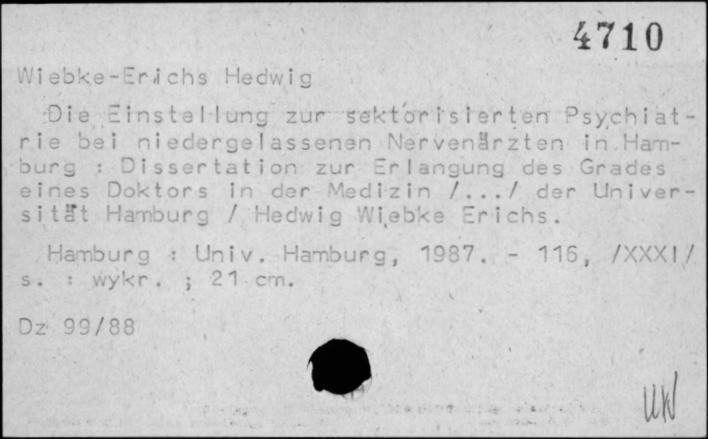 4710
Wiebke-Erichs Hedwig
Die Einstellung zur sektorisierten Psychiat-
rie bei niedergelassenen Nervenärzten in Ham-
burg : Dissertation zur Erlangung des Grades
eines Doktors in der Medizin /.../ der Univer-
sität Hamburg / Hedwig Wiebke Erichs.
Hamburg : Univ. Hamburg, 1987. - 116, /XXXI/
s. : wykr. ; 21 cm.
Dz 99/88
UW